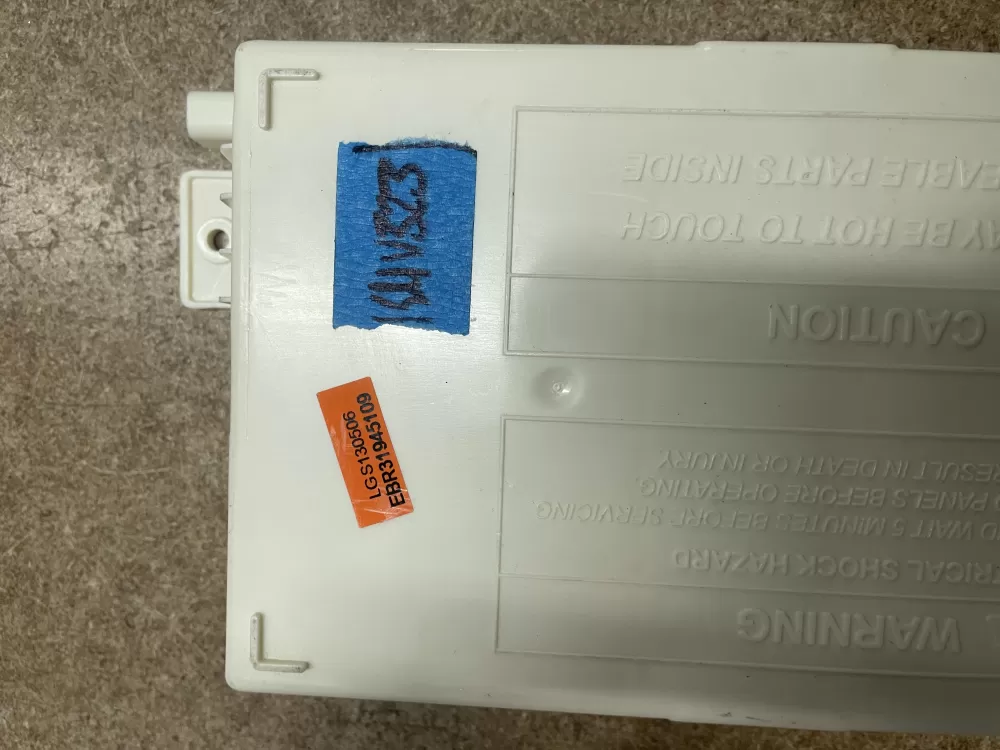 LGS130506
EBR31945109
WARNING
SHOCK HAZARD
WAIT 5 MINUTES BEFORE SERVICING.
PANELS BEFORE OPERATING.
RESULT IN DEATH OR INJURY
CAUTION
BE HOT TO TOUCH
PARTS INSIDE